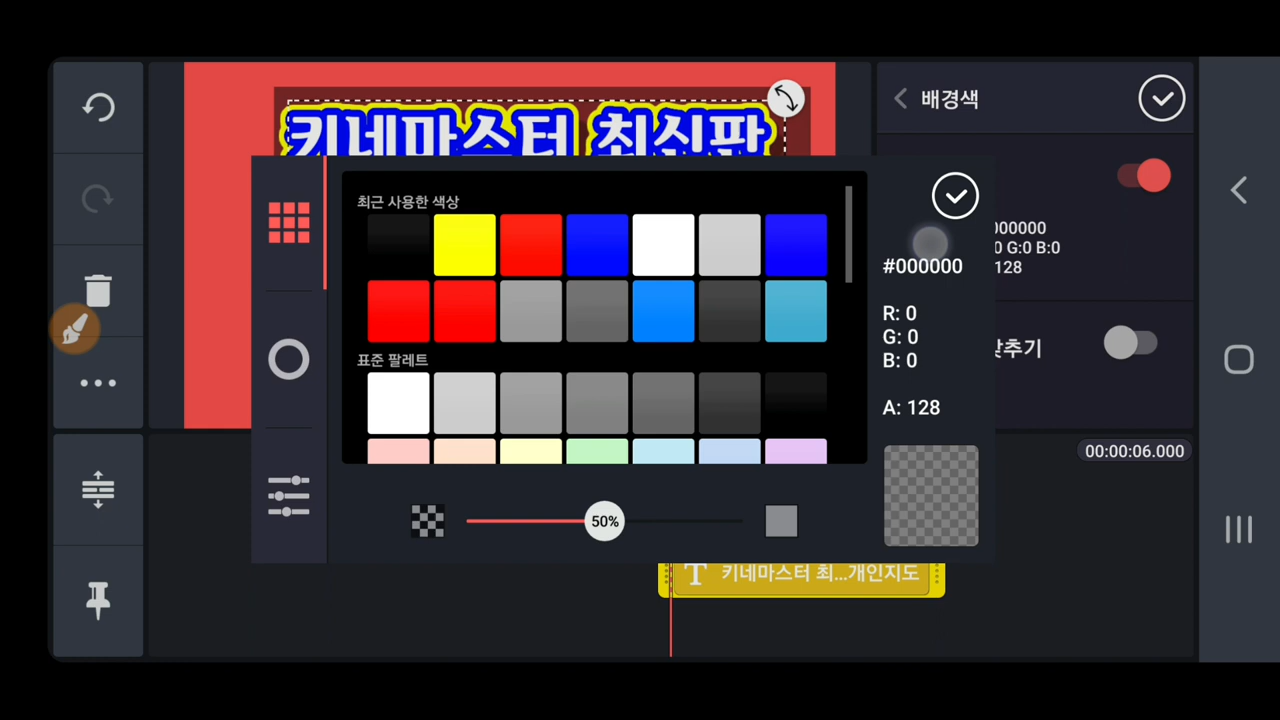 배경색
키네마스터 최신판
최근 사용한 색상
#000000
R: 0
G: 0
B: 0
A: 128
000000
0 G:0 B:0
128
맞추기
표준 팔레트
50%
00:00:06.000
T 키네마스터 최...개인지도